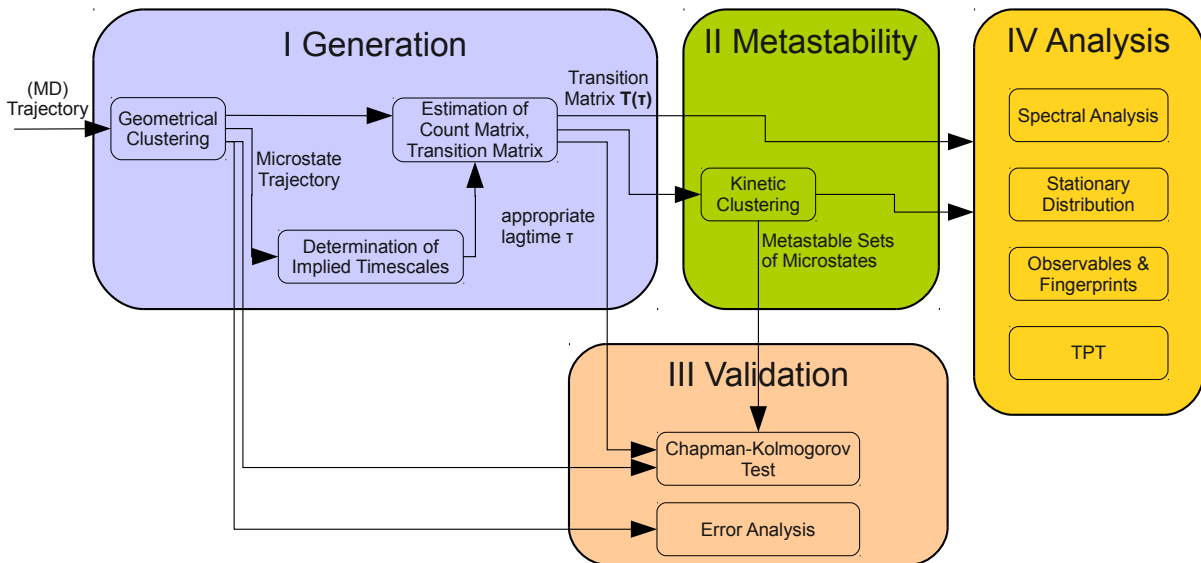 I Generation
(MD)
Trajectory
Geometrical
Clustering
Microstate
Trajectory
Estimation of
Count Matrix,
Transition Matrix
Determination of
Implied Timescales
appropriate
lagtime τ
Transition
Matrix T(τ)
II Metastability
Kinetic
Clustering
Metastable Sets
of Microstates
III Validation
Chapman-Kolmogorov
Test
Error Analysis
IV Analysis
Spectral Analysis
Stationary
Distribution
Observables &
Fingerprints
TPT